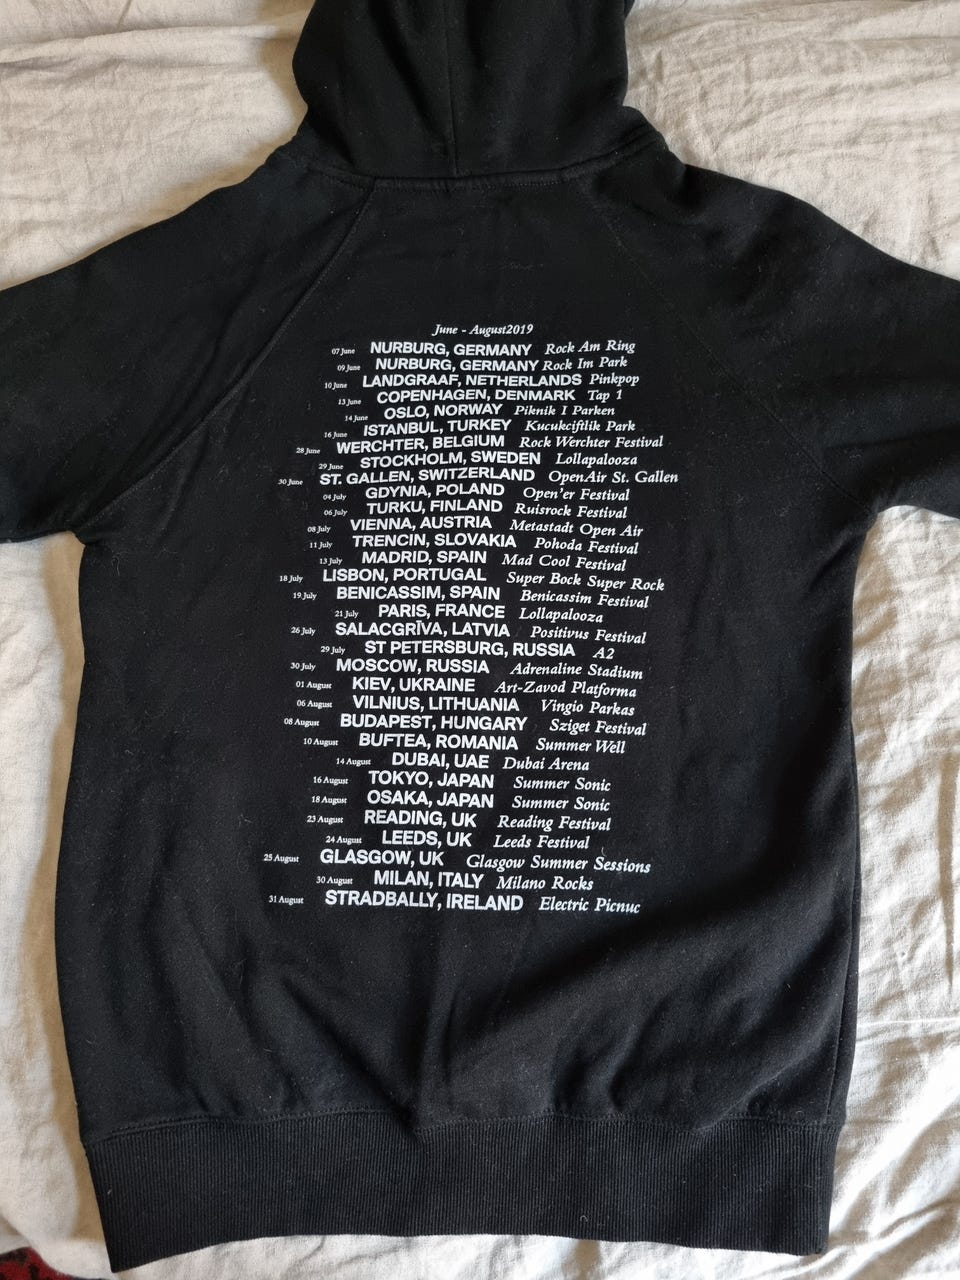 June - August2019
07 June NURBURG, GERMANY Rock Am Ring
09 June NURBURG, GERMANY Rock Im Park
10 June LANDGRAAF, NETHERLANDS Pinkpop
13 June COPENHAGEN, DENMARK Tap 1
14 June OSLO, NORWAY Piknik I Parken
16 June ISTANBUL, TURKEY Kucukciftlik Park
28 June WERCHTER, BELGIUM Rock Werchter Festival
29 June STOCKHOLM, SWEDEN Lollapalooza
30 June ST. GALLEN, SWITZERLAND OpenAir St. Gallen
04 July GDYNIA, POLAND Open'er Festival
06 July TURKU, FINLAND Ruisrock Festival
08 July VIENNA, AUSTRIA Metastadt Open Air
11 July TRENCIN, SLOVAKIA Pohoda Festival
13 July MADRID, SPAIN Mad Cool Festival
18 July LISBON, PORTUGAL Super Bock Super Rock
19 July BENICASSIM, SPAIN Benicassim Festival
21 July PARIS, FRANCE Lollapalooza
26 July SALACGRĪVA, LATVIA Positivus Festival
29 July ST PETERSBURG, RUSSIA A2
30 July MOSCOW, RUSSIA Adrenaline Stadium
01 August KIEV, UKRAINE Art-Zavod Platforma
06 August VILNIUS, LITHUANIA Vingio Parkas
08 August BUDAPEST, HUNGARY Sziget Festival
10 August BUFTEA, ROMANIA Summer Well
14 August DUBAI, UAE Dubai Arena
16 August TOKYO, JAPAN Summer Sonic
18 August OSAKA, JAPAN Summer Sonic
23 August READING, UK Reading Festival
24 August LEEDS, UK Leeds Festival
25 August GLASGOW, UK Glasgow Summer Sessions
30 August MILAN, ITALY Milano Rocks
31 August STRADBALLY, IRELAND Electric Picnuc